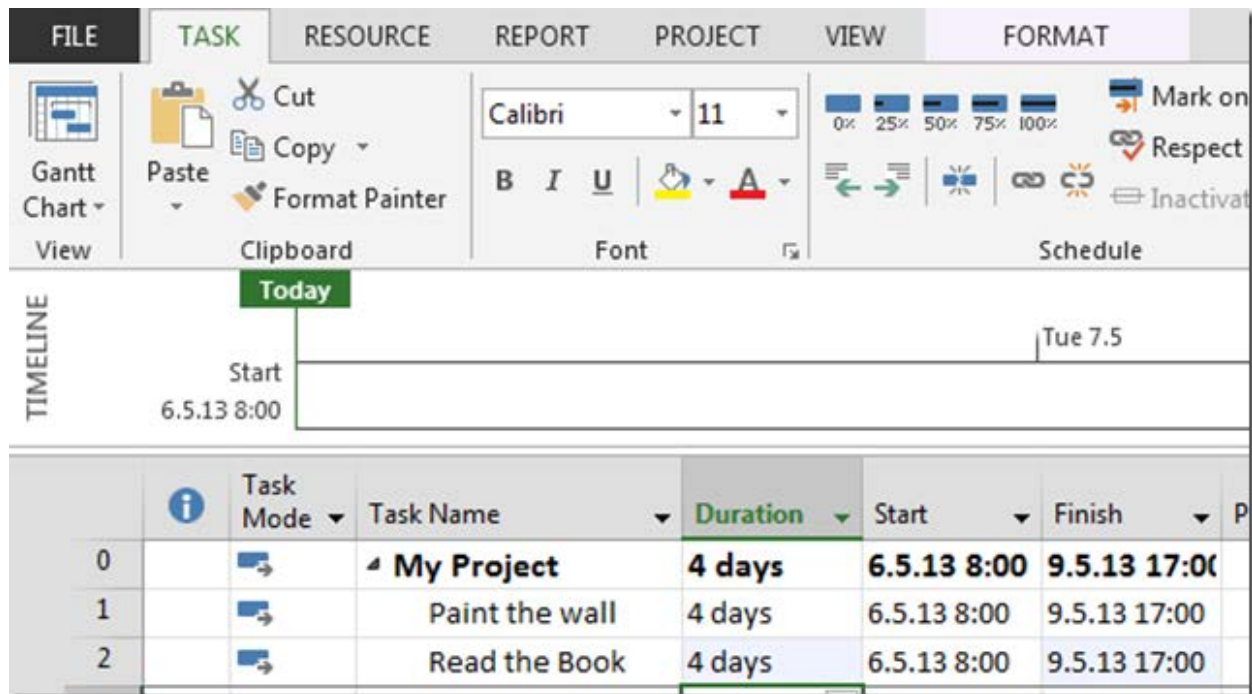 FILE TASK RESOURCE REPORT PROJECT VIEW FORMAT
Cut
Copy
Format Painter
Paste
Gantt
Chart
Calibri 11
B I U A
0% 25% 50% 75% 100%
Mark on
Respect
Inactivat
View Clipboard Font Schedule
TIMELINE
Today
Tue 7.5
Start
6.5.13 8:00
Task
Mode Task Name Duration Start Finish P
0 My Project 4 days 6.5.13 8:00 9.5.13 17:0(
1 Paint the wall 4 days 6.5.13 8:00 9.5.13 17:00
2 Read the Book 4 days 6.5.13 8:00 9.5.13 17:00